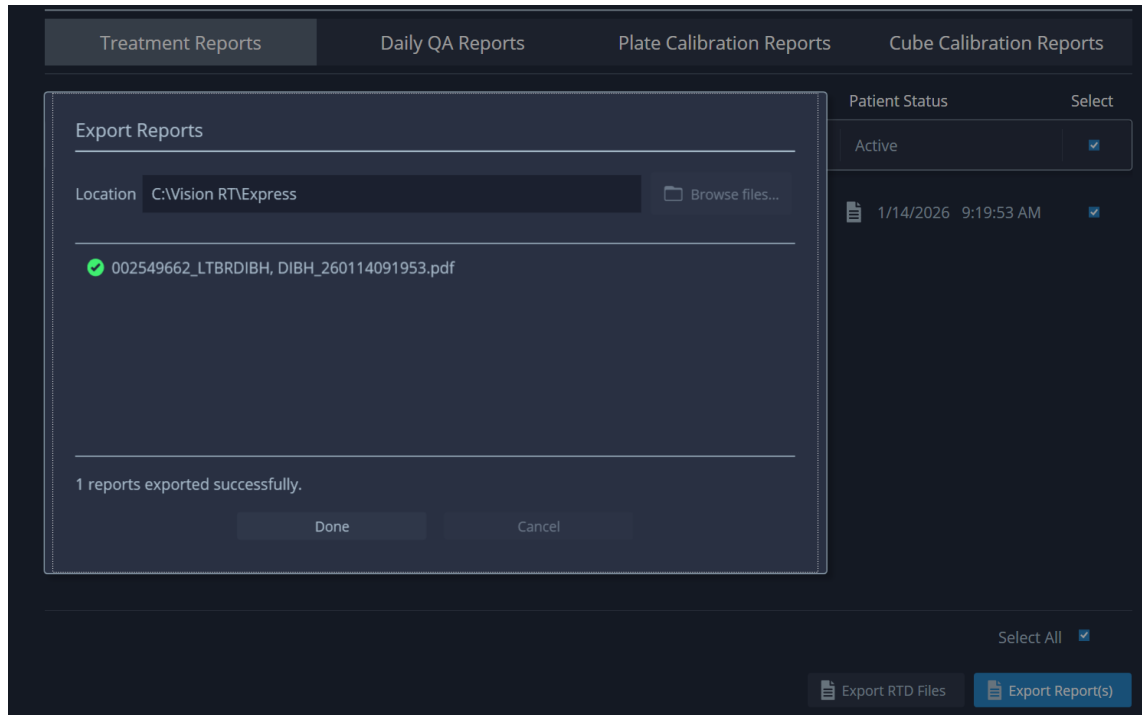 Treatment Reports Daily QA Reports Plate Calibration Reports Cube Calibration Reports
Patient Status Select
Export Reports
Active
Location C:\Vision RT\Express Browse files...
1/14/2026 9:19:53 AM
002549662_LTBRDIBH, DIBH_260114091953.pdf
1 reports exported successfully.
Done Cancel
Select All
Export RTD Files Export Report(s)